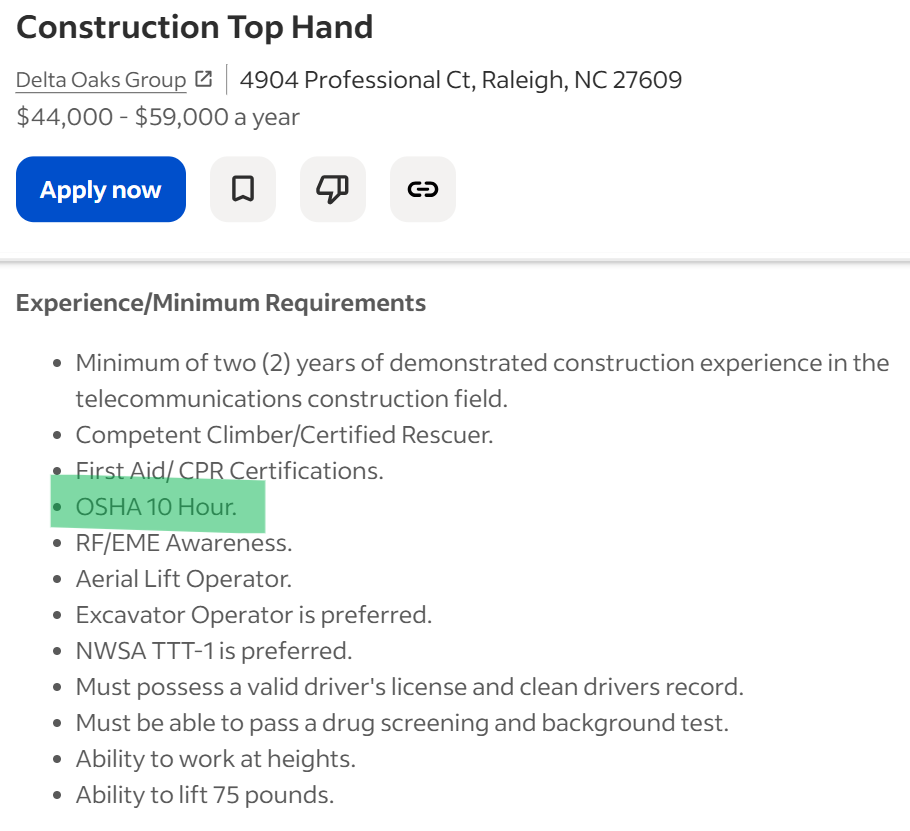 Construction Top Hand
Delta Oaks Group
4904 Professional Ct, Raleigh, NC 27609
$44,000 - $59,000 a year
Apply now
Experience/Minimum Requirements
• Minimum of two (2) years of demonstrated construction experience in the
telecommunications construction field.
• Competent Climber/Certified Rescuer.
• First Aid/ CPR Certifications.
• OSHA 10 Hour.
• RF/EME Awareness.
• Aerial Lift Operator.
• Excavator Operator is preferred.
• NWSA TTT-1 is preferred.
• Must possess a valid driver's license and clean drivers record.
• Must be able to pass a drug screening and background test.
• Ability to work at heights.
• Ability to lift 75 pounds.